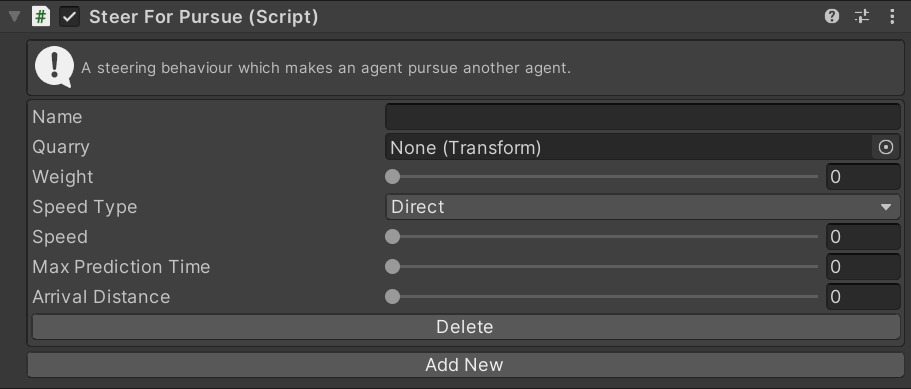 # Steer For Pursue (Script)
A steering behaviour which makes an agent pursue another agent.
Name
Quarry None (Transform)
Weight 0
Speed Type Direct
Speed 0
Max Prediction Time 0
Arrival Distance 0
Delete
Add New